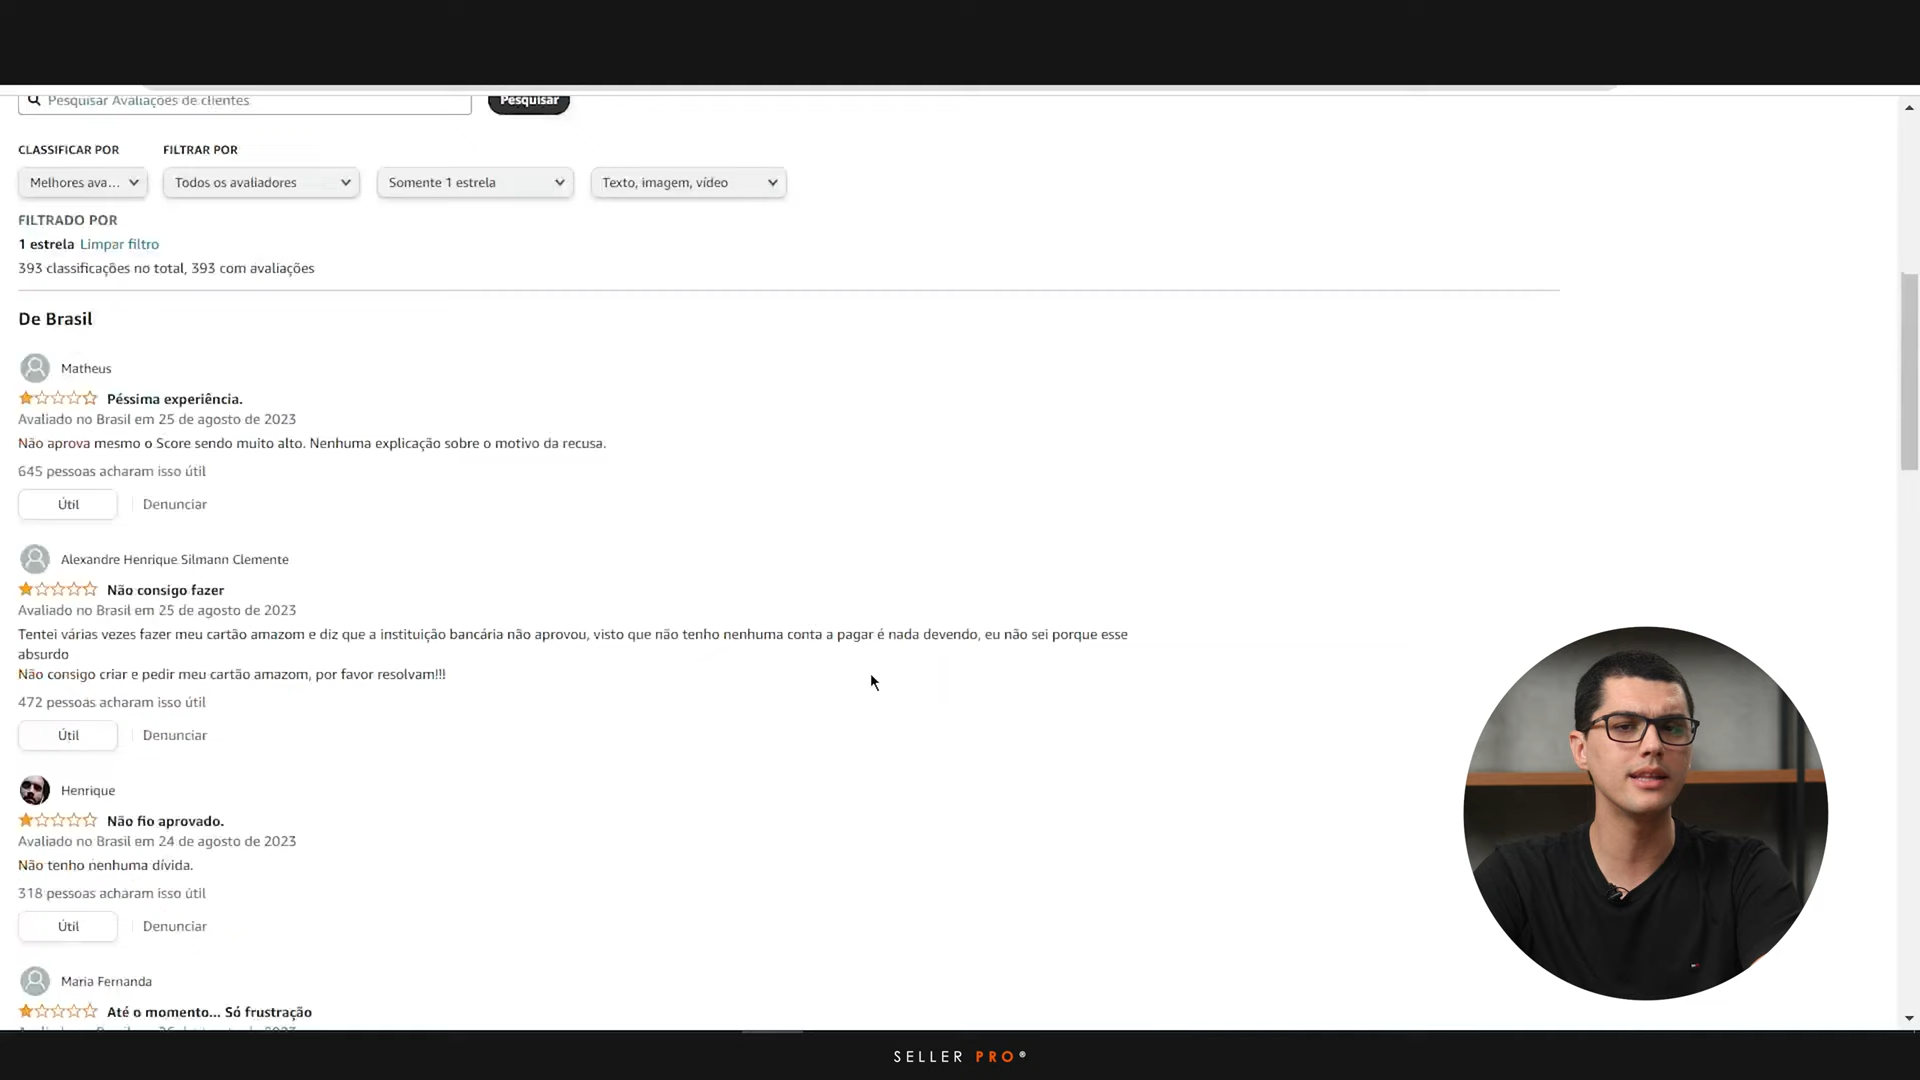 Pesquisar Avaliações de clientes
Pesquisar
CLASSIFICAR POR
FILTRAR POR
Melhores ava...
Todos os avaliadores
Somente 1 estrela
Texto, imagem, vídeo
FILTRADO POR
1 estrela Limpar filtro
393 classificações no total, 393 com avaliações
De Brasil
Matheus
Péssima experiência.
Avaliado no Brasil em 25 de agosto de 2023
Não aprova mesmo o Score sendo muito alto. Nenhuma explicação sobre o motivo da recusa.
645 pessoas acharam isso útil
Útil
Denunciar
Alexandre Henrique Silmann Clemente
Não consigo fazer
Avaliado no Brasil em 25 de agosto de 2023
Tentei várias vezes fazer meu cartão amazom e diz que a instituição bancária não aprovou, visto que não tenho nenhuma conta a pagar é nada devendo, eu não sei porque esse
absurdo
Não consigo criar e pedir meu cartão amazom, por favor resolvam!!!
472 pessoas acharam isso útil
Útil
Denunciar
Henrique
Não fio aprovado.
Avaliado no Brasil em 24 de agosto de 2023
Não tenho nenhuma dívida.
318 pessoas acharam isso útil
Útil
Denunciar
Maria Fernanda
Até o momento... Só frustração
SELLER PRO®